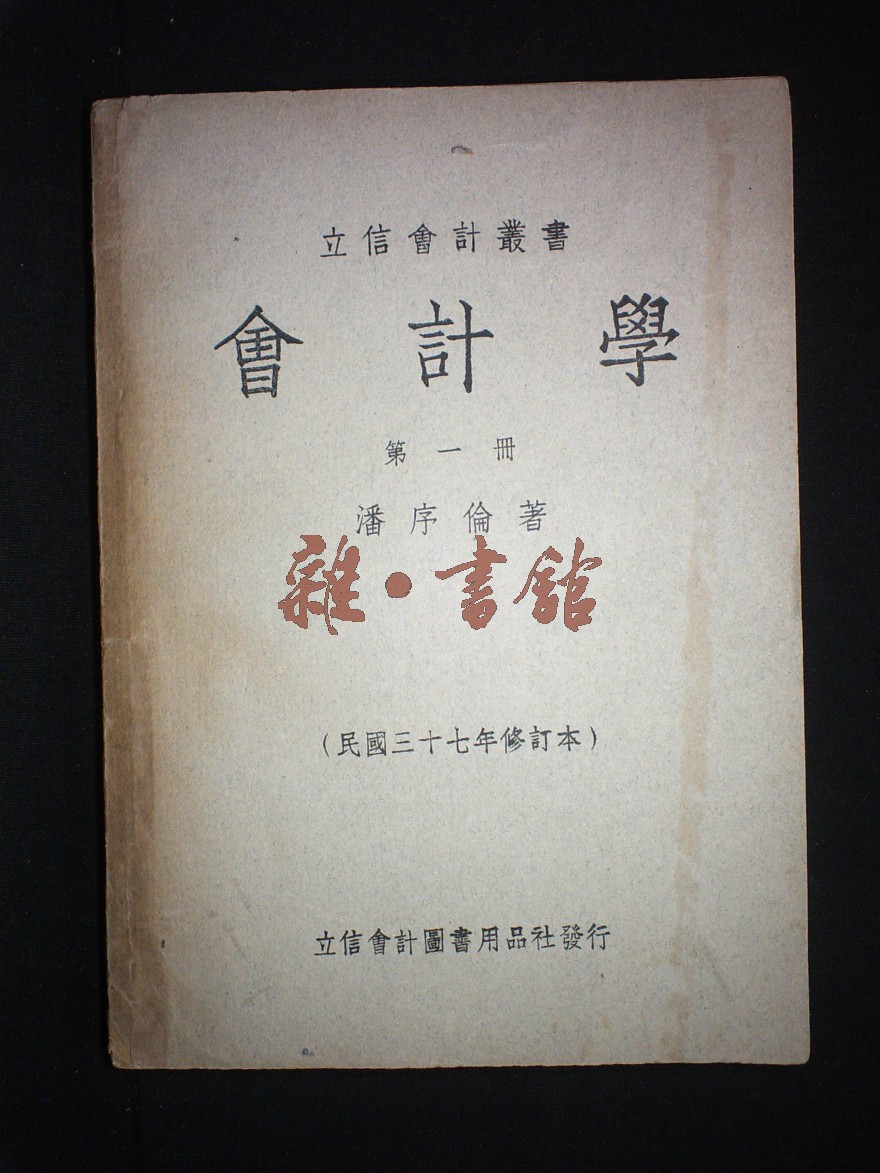 立信會計叢書
會計學
第一冊
潘序倫著
雜·書館
(民國三十七年修訂本)
立信會計圖書用品社發行